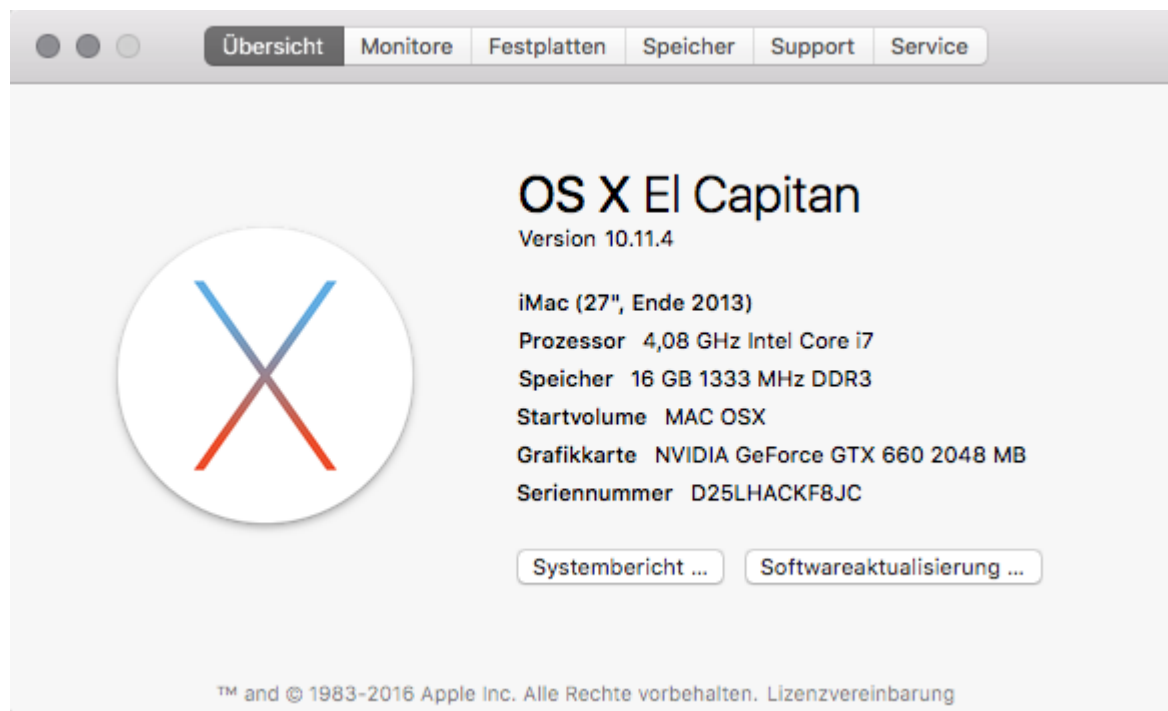 Übersicht Monitore Festplatten Speicher Support Service
OS X El Capitan
Version 10.11.4
iMac (27", Ende 2013)
Prozessor 4,08 GHz Intel Core i7
Speicher 16 GB 1333 MHz DDR3
Startvolume MAC OSX
Grafikkarte NVIDIA GeForce GTX 660 2048 MB
Seriennummer D25LHACKF8JC
Systembericht ... Softwareaktualisierung ...
™ and © 1983-2016 Apple Inc. Alle Rechte vorbehalten. Lizenzvereinbarung